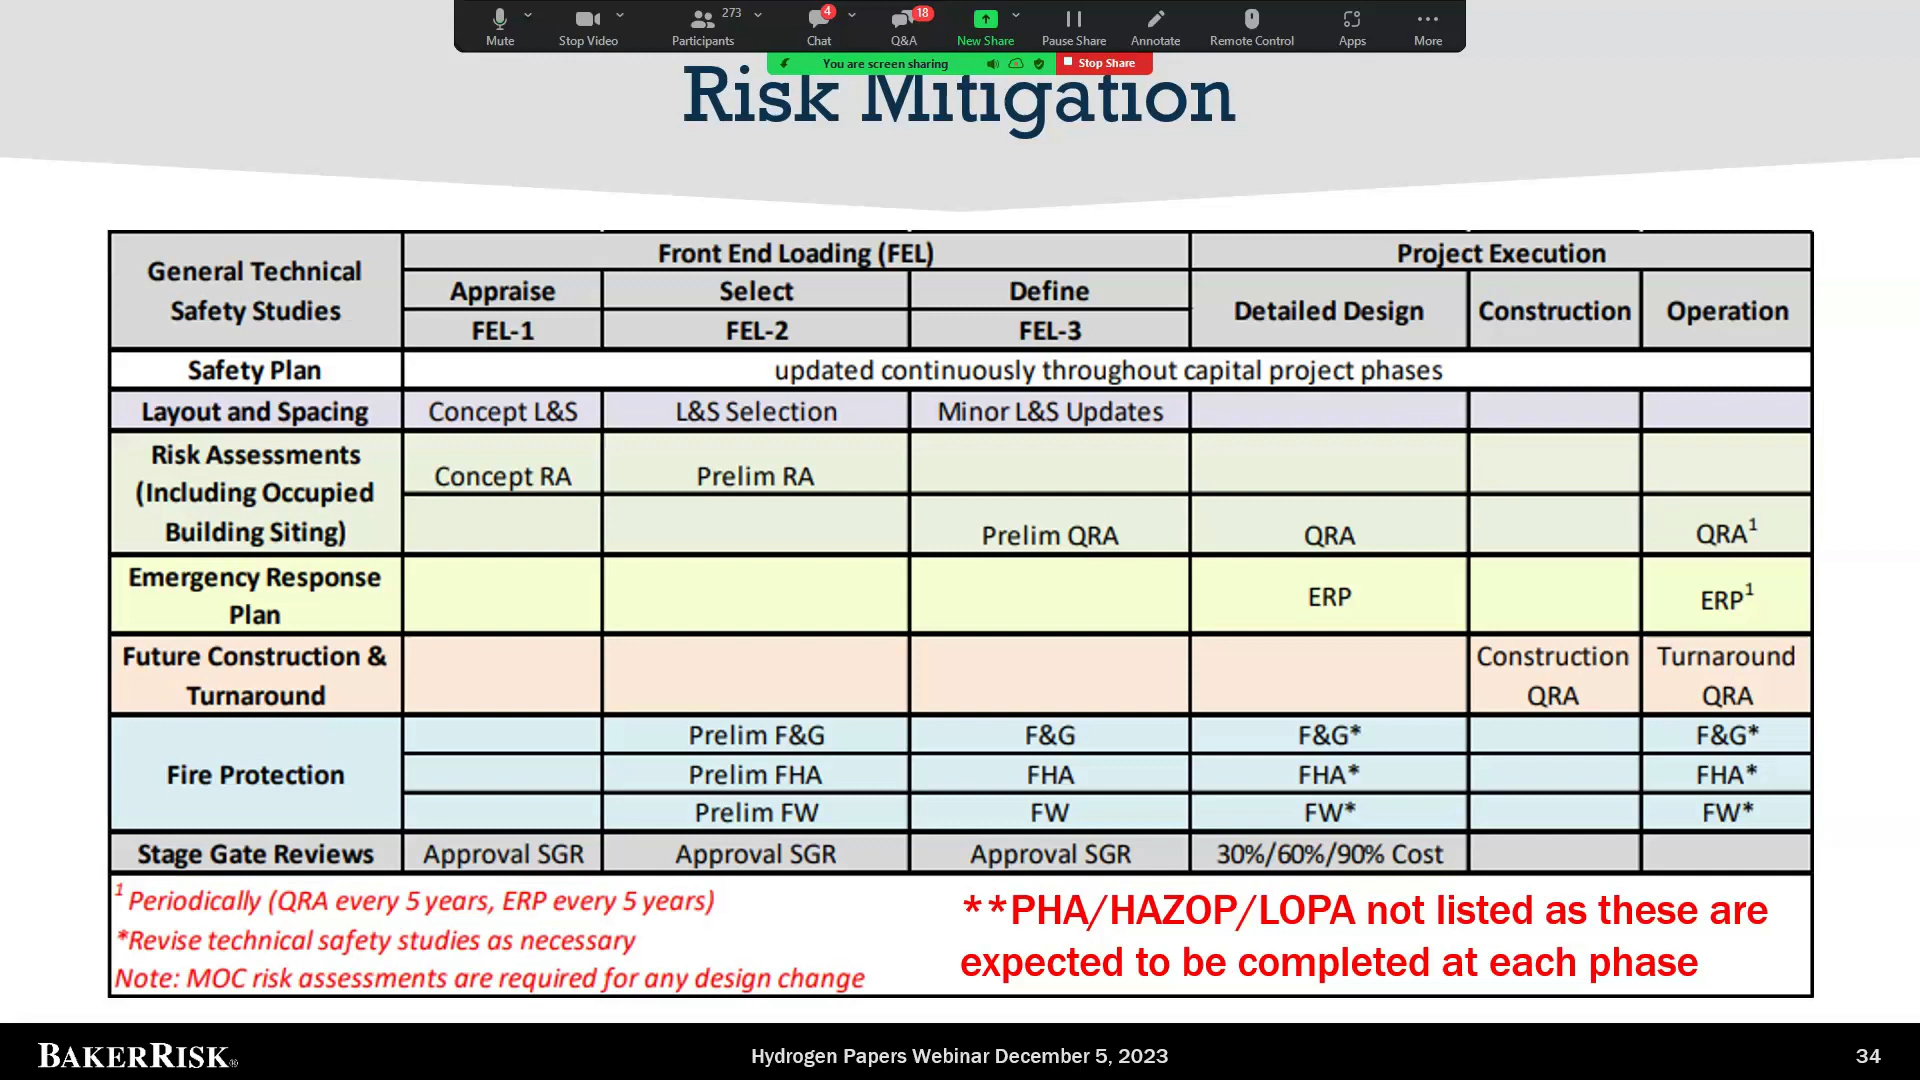 273 4 18
Mute Stop Video Participants Chat Q&A New Share Pause Share Annotate Remote Control Apps More
You are screen sharing Stop Share
Risk Mitigation
General Technical Safety Studies
Front End Loading (FEL) Project Execution
Appraise Select Define Detailed Design Construction Operation
FEL-1 FEL-2 FEL-3
Safety Plan updated continuously throughout capital project phases
Layout and Spacing Concept L&S L&S Selection Minor L&S Updates
Risk Assessments
(Including Occupied
Building Siting)
Concept RA Prelim RA
Prelim QRA QRA QRA¹
Emergency Response
Plan
ERP ERP¹
Future Construction &
Turnaround
Construction
QRA
Turnaround
QRA
Fire Protection
Prelim F&G F&G F&G* F&G*
Prelim FHA FHA FHA* FHA*
Prelim FW FW FW* FW*
Stage Gate Reviews Approval SGR Approval SGR Approval SGR 30%/60%/90% Cost
¹ Periodically (QRA every 5 years, ERP every 5 years)
*Revise technical safety studies as necessary
Note: MOC risk assessments are required for any design change
**PHA/HAZOP/LOPA not listed as these are
expected to be completed at each phase
BAKERRISK® Hydrogen Papers Webinar December 5, 2023 34